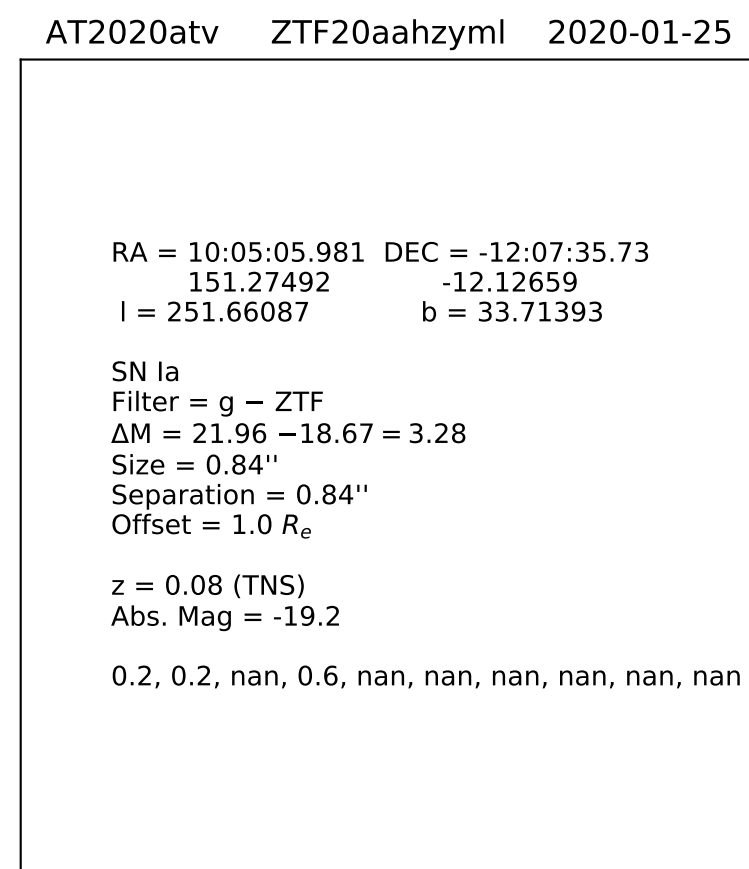 AT2020atv ZTF20aahzyml 2020-01-25
RA = 10:05:05.981 DEC = -12:07:35.73
151.27492 -12.12659
l = 251.66087 b = 33.71393
SN Ia
Filter = g − ZTF
ΔM = 21.96 −18.67 = 3.28
Size = 0.84''
Separation = 0.84''
Offset = 1.0 Rₑ
z = 0.08 (TNS)
Abs. Mag = -19.2
0.2, 0.2, nan, 0.6, nan, nan, nan, nan, nan, nan